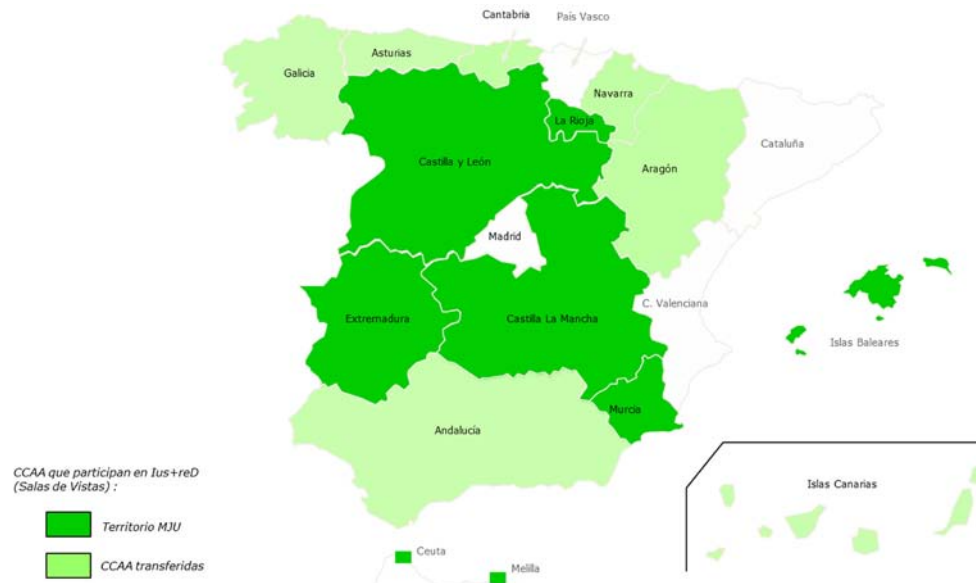 Cantabria
País Vasco
Asturias
Galicia
Navarra
La Rioja
Cataluña
Castilla y León
Aragón
Madrid
C. Valenciana
Extremadura
Castilla La Mancha
Islas Baleares
Murcia
Andalucía
CCAA que participan en Ius+reD
(Salas de Vistas) :
Islas Canarias
Territorio MJU
Ceuta
CCAA transferidas
Melilla